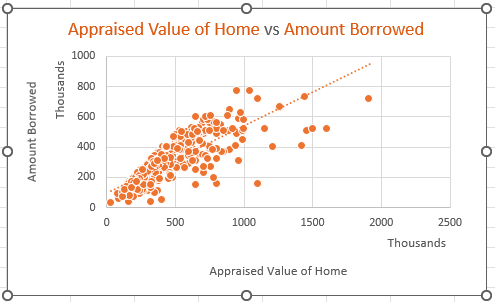 Appraised Value of Home vs Amount Borrowed
Amount Borrowed
Thousands
1000
800
600
400
200
0
0 500 1000 1500 2000 2500
Thousands
Appraised Value of Home